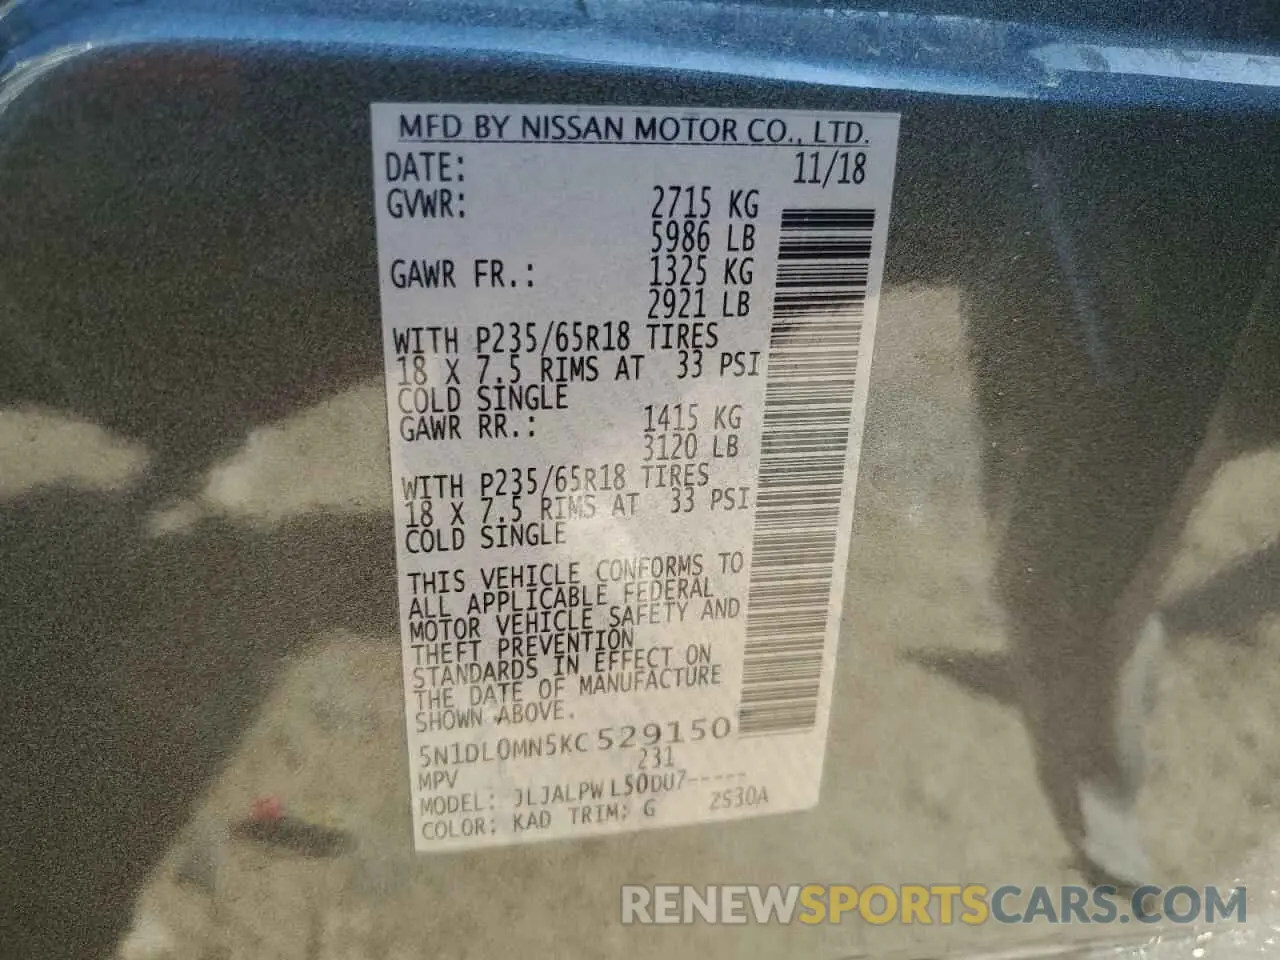 MFD BY NISSAN MOTOR CO., LTD.
DATE: 11/18
GVWR: 2715 KG
5986 LB
GAWR FR.: 1325 KG
2921 LB
WITH P235/65R18 TIRES
18 X 7.5 RIMS AT 33 PSI
COLD SINGLE
GAWR RR.: 1415 KG
3120 LB
WITH P235/65R18 TIRES
18 X 7.5 RIMS AT 33 PSI
COLD SINGLE
THIS VEHICLE CONFORMS TO
ALL APPLICABLE FEDERAL
MOTOR VEHICLE SAFETY AND
THEFT PREVENTION
STANDARDS IN EFFECT ON
THE DATE OF MANUFACTURE
SHOWN ABOVE.
5N1DL0MN5KC529150
MPV 231
MODEL: JLJALPWL50DU7-----
COLOR: KAD TRIM: G 2S30A
RENEWSPORTSCARS.COM